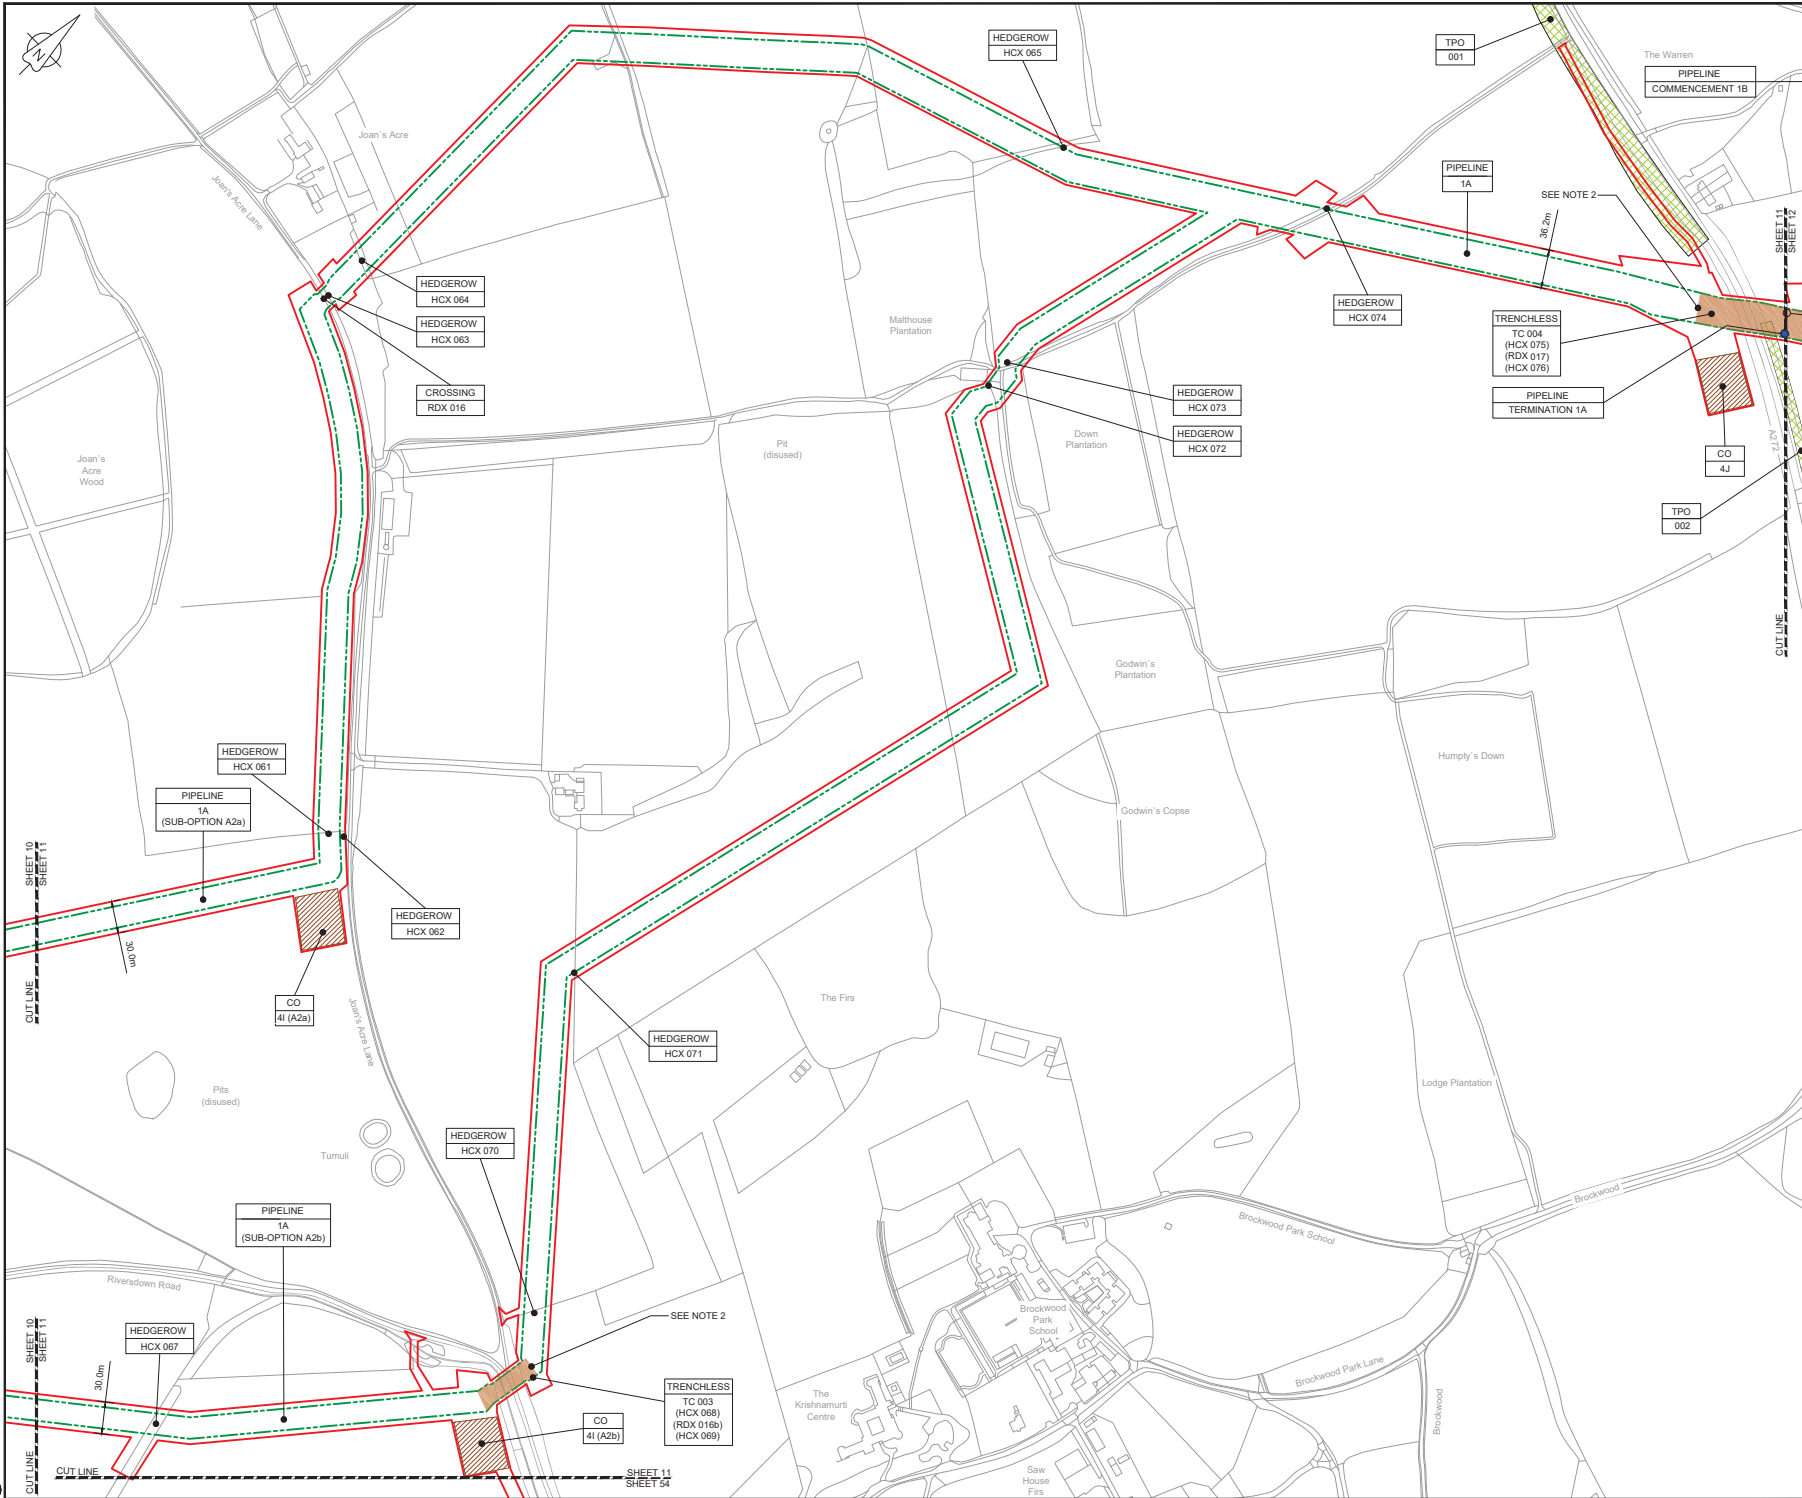 N
HEDGEROW
HCX 065
TPO
001
The Warren
PIPELINE
COMMENCEMENT 1B
Joan's Acre
Joan's Acre Lane
PIPELINE
1A
SEE NOTE 2
36.2m
SHEET 11
SHEET 12
HEDGEROW
HCX 064
HEDGEROW
HCX 063
CROSSING
RDX 016
Malthouse
Plantation
HEDGEROW
HCX 074
TRENCHLESS
TC 004
(HCX 075)
(RDX 017)
(HCX 076)
PIPELINE
TERMINATION 1A
HEDGEROW
HCX 073
HEDGEROW
HCX 072
Down
Plantation
Pit
(disused)
Joan's
Acre
Wood
A272
CO
4J
TPO
002
CUT LINE
Godwin's
Plantation
Humpty's Down
Godwin's Copse
HEDGEROW
HCX 061
PIPELINE
1A
(SUB-OPTION A2a)
SHEET 10
SHEET 11
HEDGEROW
HCX 062
30.0m
CUT LINE
CO
4I (A2a)
Joan's Acre Lane
The Firs
HEDGEROW
HCX 071
Pits
(disused)
Lodge Plantation
Tumuli
HEDGEROW
HCX 070
PIPELINE
1A
(SUB-OPTION A2b)
Brockwood
Brockwood Park School
Riversdown Road
Brockwood
Park
School
SEE NOTE 2
SHEET 10
SHEET 11
HEDGEROW
HCX 067
30.0m
Brockwood Park Lane
TRENCHLESS
TC 003
(HCX 068)
(RDX 016b)
(HCX 069)
The
Krishnamurti
Centre
Brockwood
CO
4I (A2b)
CUT LINE
CUT LINE
SHEET 11
SHEET 54
Saw
House
Firs